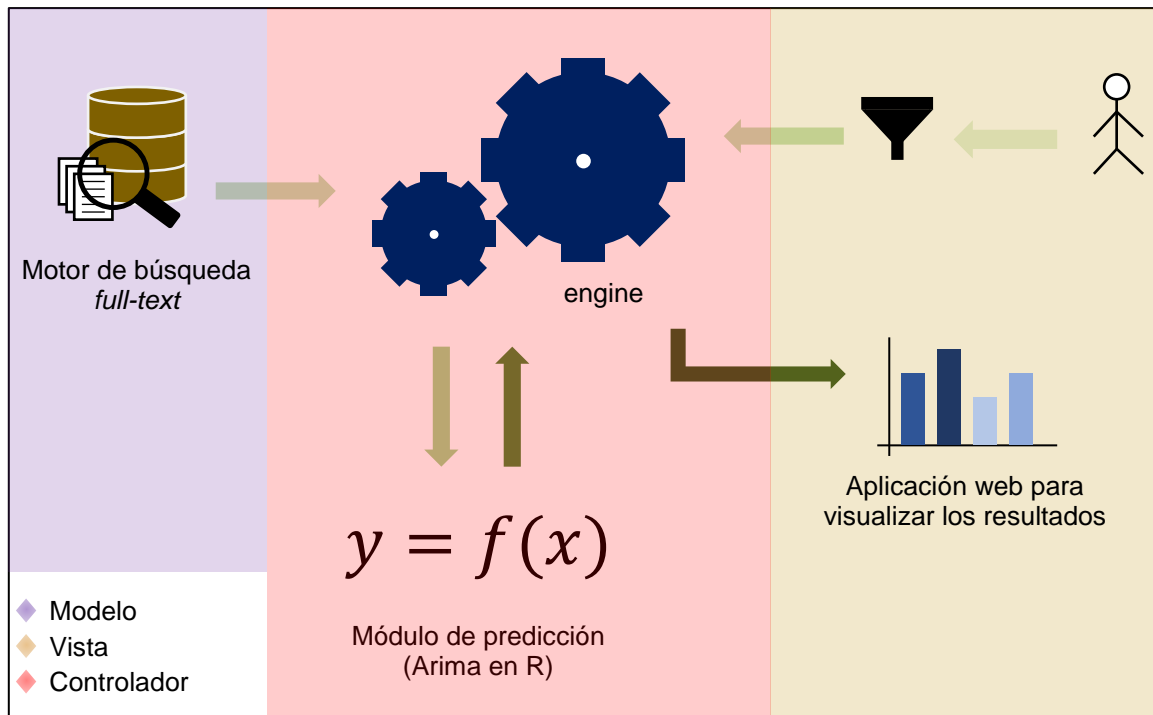 Motor de búsqueda
full-text
engine
Aplicación web para
visualizar los resultados
y = f(x)
Módulo de predicción
(Arima en R)
Modelo
Vista
Controlador